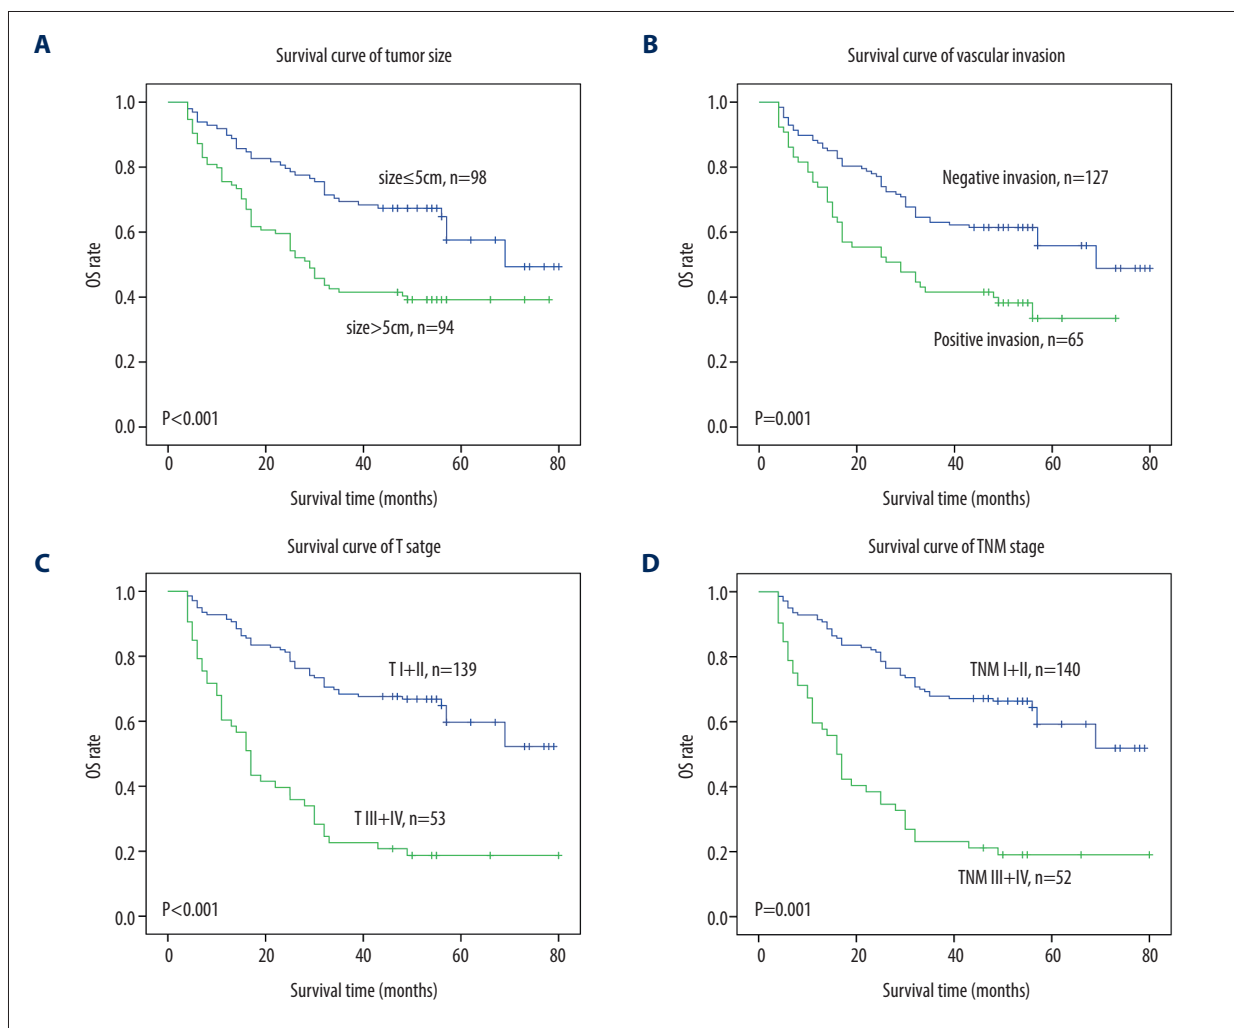 A
Survival curve of tumor size
1.0
0.8
0.6
0.4
0.2
0.0
OS rate
size≤5cm, n=98
size>5cm, n=94
P<0.001
0 20 40 60 80
Survival time (months)
B
Survival curve of vascular invasion
1.0
0.8
0.6
0.4
0.2
0.0
OS rate
Negative invasion, n=127
Positive invasion, n=65
P=0.001
0 20 40 60 80
Survival time (months)
C
Survival curve of T satge
1.0
0.8
0.6
0.4
0.2
0.0
OS rate
T I+II, n=139
T III+IV, n=53
P<0.001
0 20 40 60 80
Survival time (months)
D
Survival curve of TNM stage
1.0
0.8
0.6
0.4
0.2
0.0
OS rate
TNM I+II, n=140
TNM III+IV, n=52
P=0.001
0 20 40 60 80
Survival time (months)